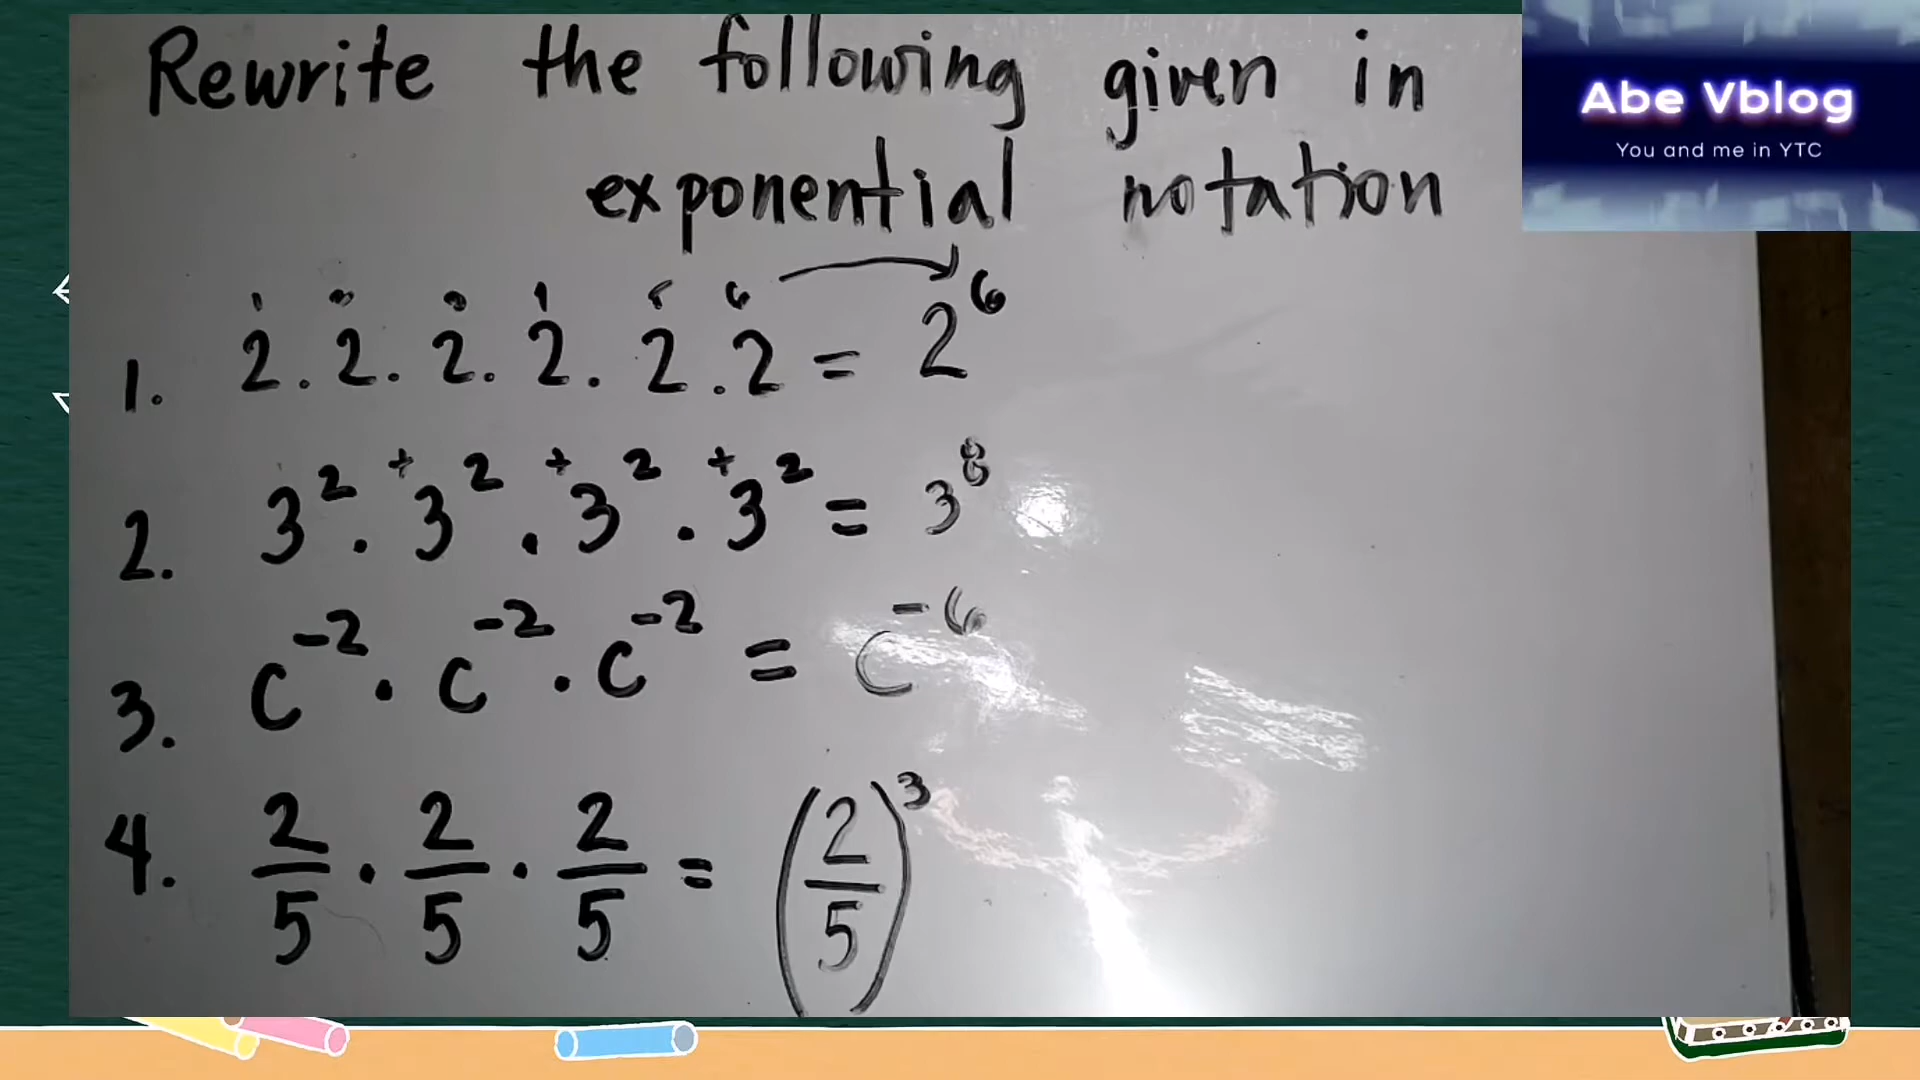 Rewrite the following given in
exponential notation
Abe Vblog
You and me in YTC
1. 2 . 2 . 2 . 2 . 2 . 2 = 2⁶
2. 3² · 3² · 3² · 3² = 3⁸
3. c⁻² · c⁻² · c⁻² = c⁻⁶
4. 2/5 · 2/5 · 2/5 = (2/5)³